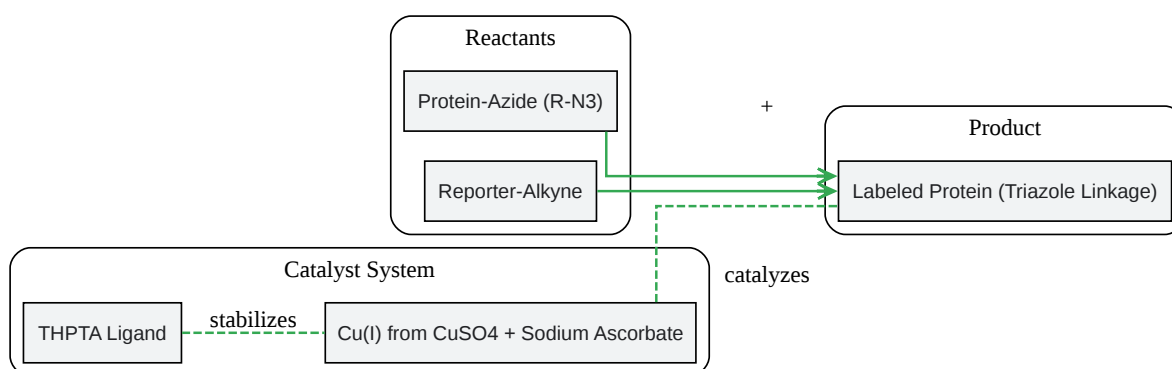 Reactants
Protein-Azide (R-N3)
+
Product
Reporter-Alkyne
Labeled Protein (Triazole Linkage)
Catalyst System
catalyzes
THPTA Ligand
stabilizes
Cu(I) from CuSO4 + Sodium Ascorbate